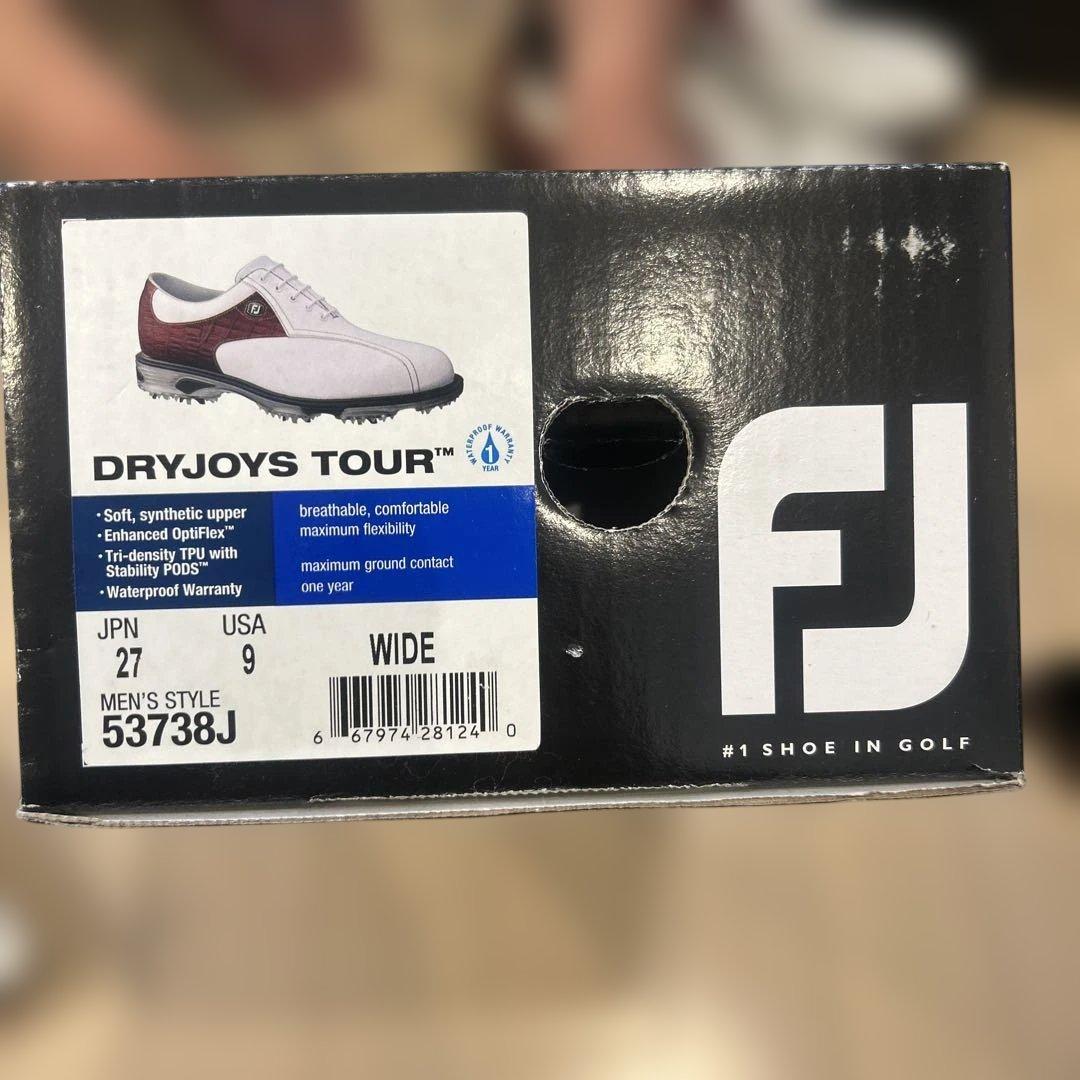 FJ
WATERPROOF WARRANTY
1
YEAR
DRYJOYS TOUR™
• Soft, synthetic upper
• Enhanced OptiFlex™
• Tri-density TPU with
Stability PODS™
• Waterproof Warranty
breathable, comfortable
maximum flexibility
maximum ground contact
one year
JPN
27
USA
9
WIDE
MEN'S STYLE
53738J
6 67974 28124 0
FJ
#1 SHOE IN GOLF